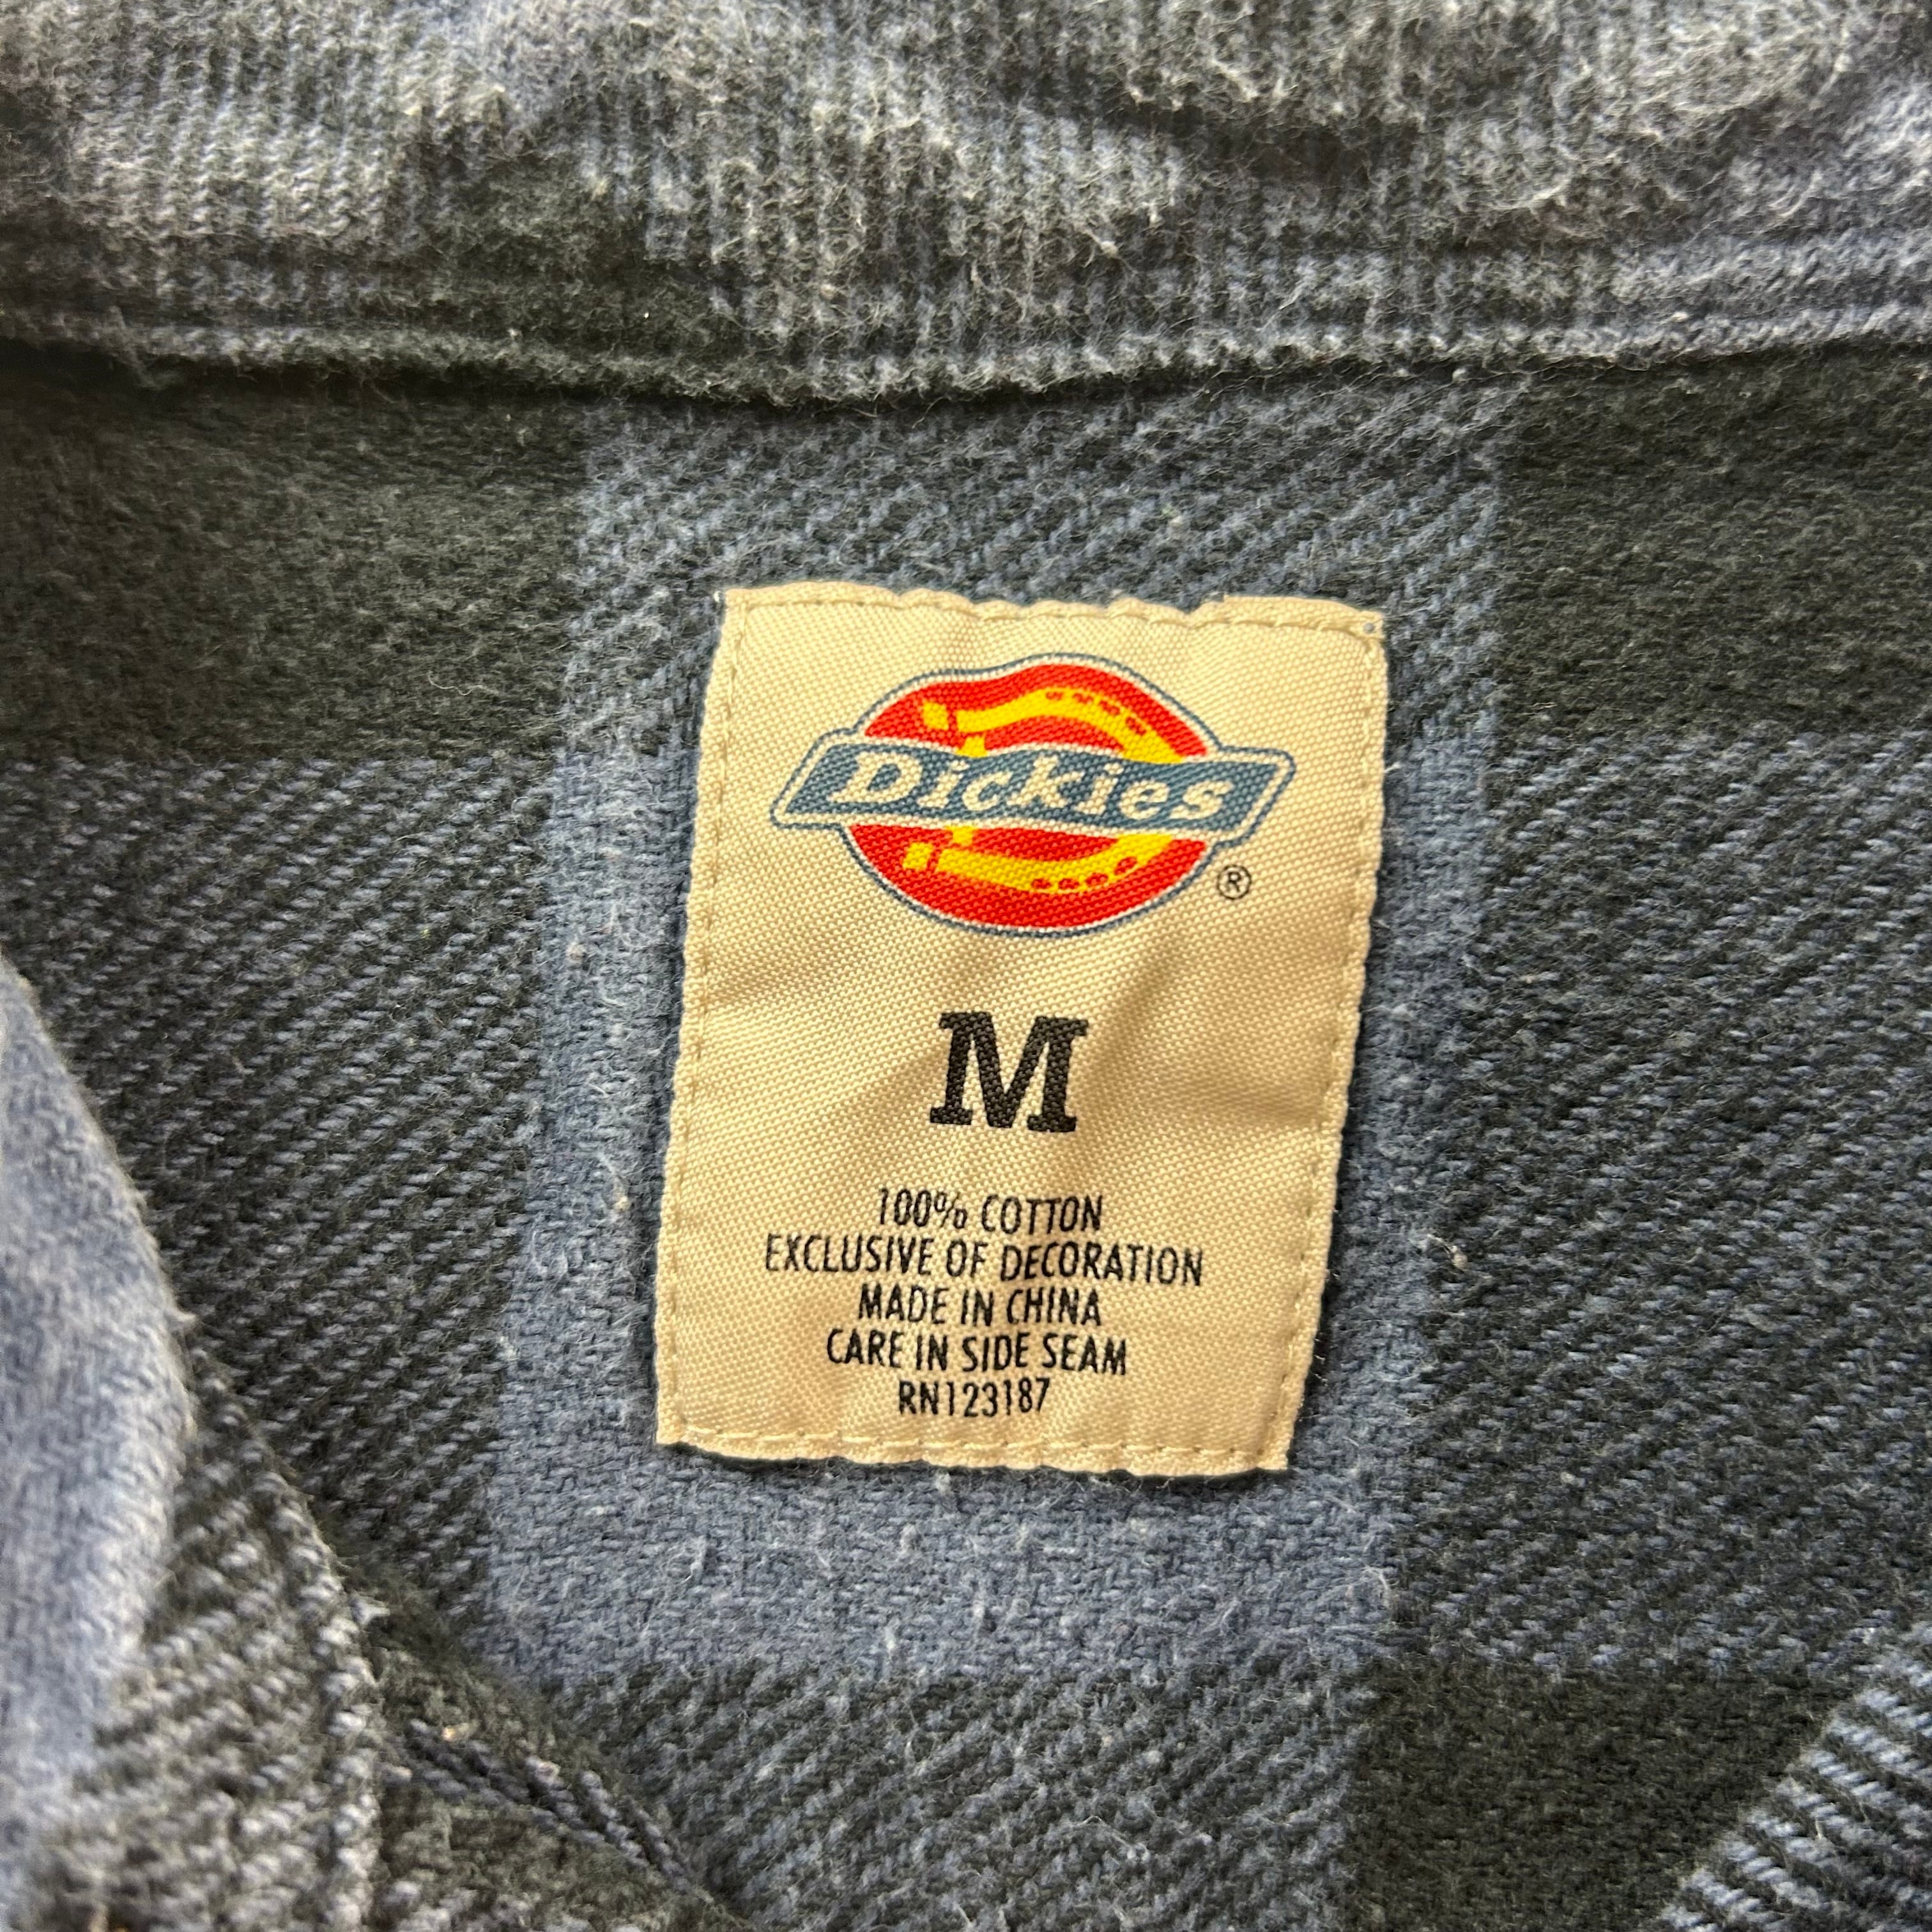 Dickies
®
M
100% COTTON
EXCLUSIVE OF DECORATION
MADE IN CHINA
CARE IN SIDE SEAM
RN123187